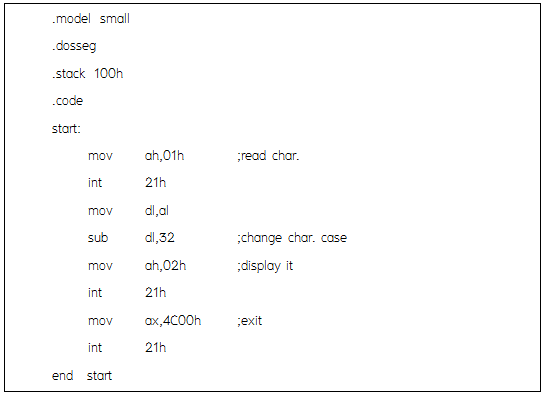 .model small
.dosseg
.stack 100h
.code
start:
mov ah,01h ;read char.
int 21h
mov dl,al
sub dl,32 ;change char. case
mov ah,02h ;display it
int 21h
mov ax,4C00h ;exit
int 21h
end start